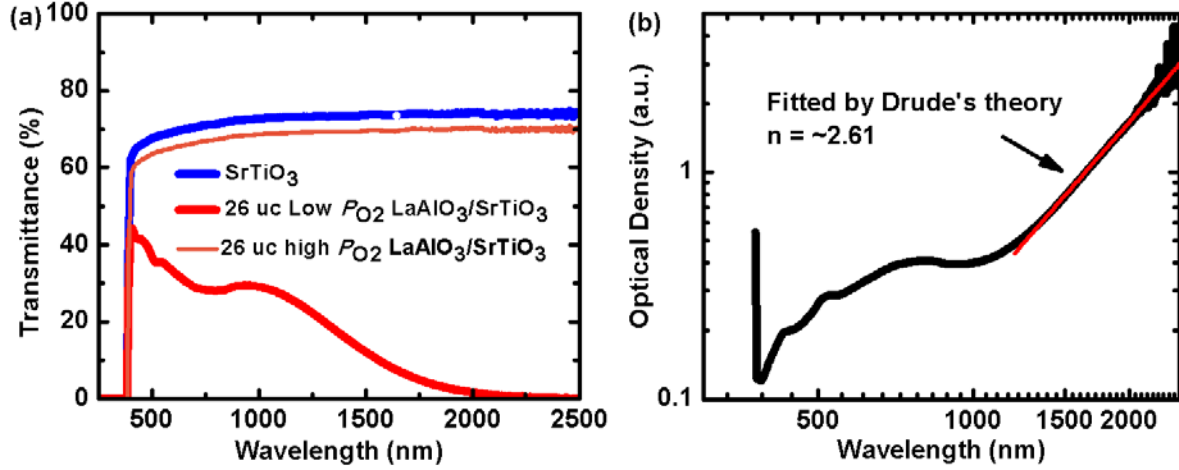 (a)
100
80
60
40
20
0
Transmittance (%)
SrTiO3
26 uc Low PO2 LaAlO3/SrTiO3
26 uc high PO2 LaAlO3/SrTiO3
500 1000 1500 2000 2500
Wavelength (nm)
(b)
Optical Density (a.u.)
1
0.1
Fitted by Drude's theory
n = ~2.61
500 1000 1500 2000
Wavelength (nm)